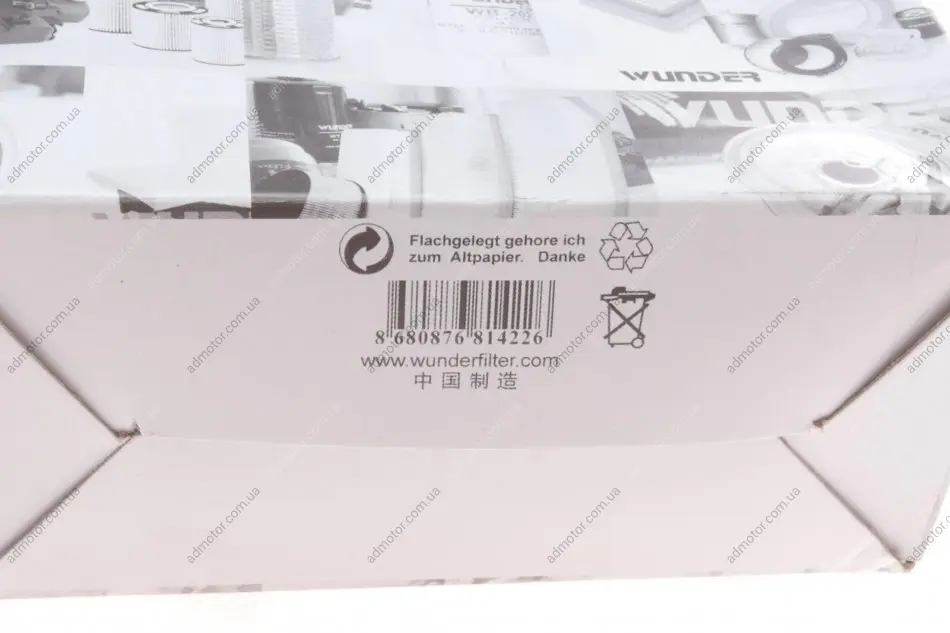 WUNDER
WUNDER
Flachgelegt gehore ich
zum Altpapier. Danke
8 680876 814226
www.wunderfilter.com
中国制造
admotor.com.ua